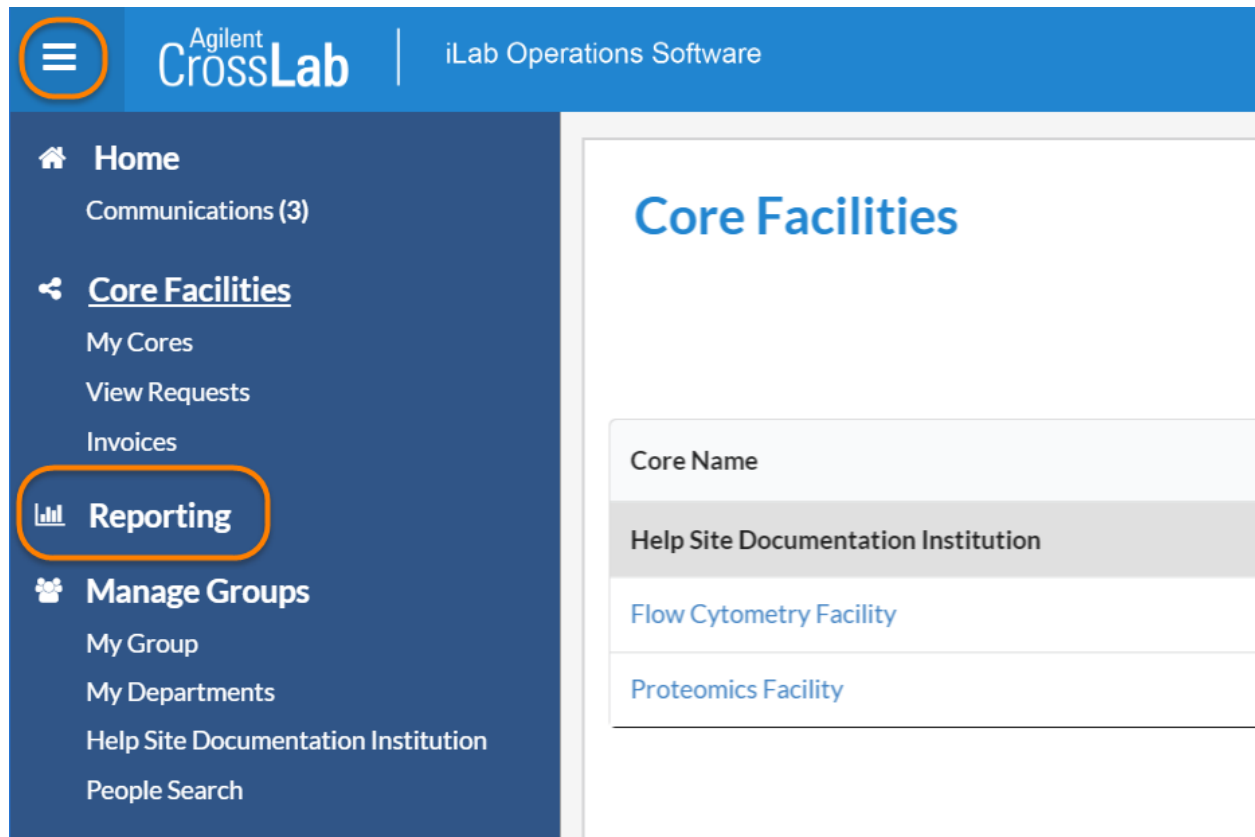 Agilent
CrossLab
iLab Operations Software
Home
Communications (3)
Core Facilities
My Cores
View Requests
Invoices
Reporting
Manage Groups
My Group
My Departments
Help Site Documentation Institution
People Search
Core Facilities
Core Name
Help Site Documentation Institution
Flow Cytometry Facility
Proteomics Facility